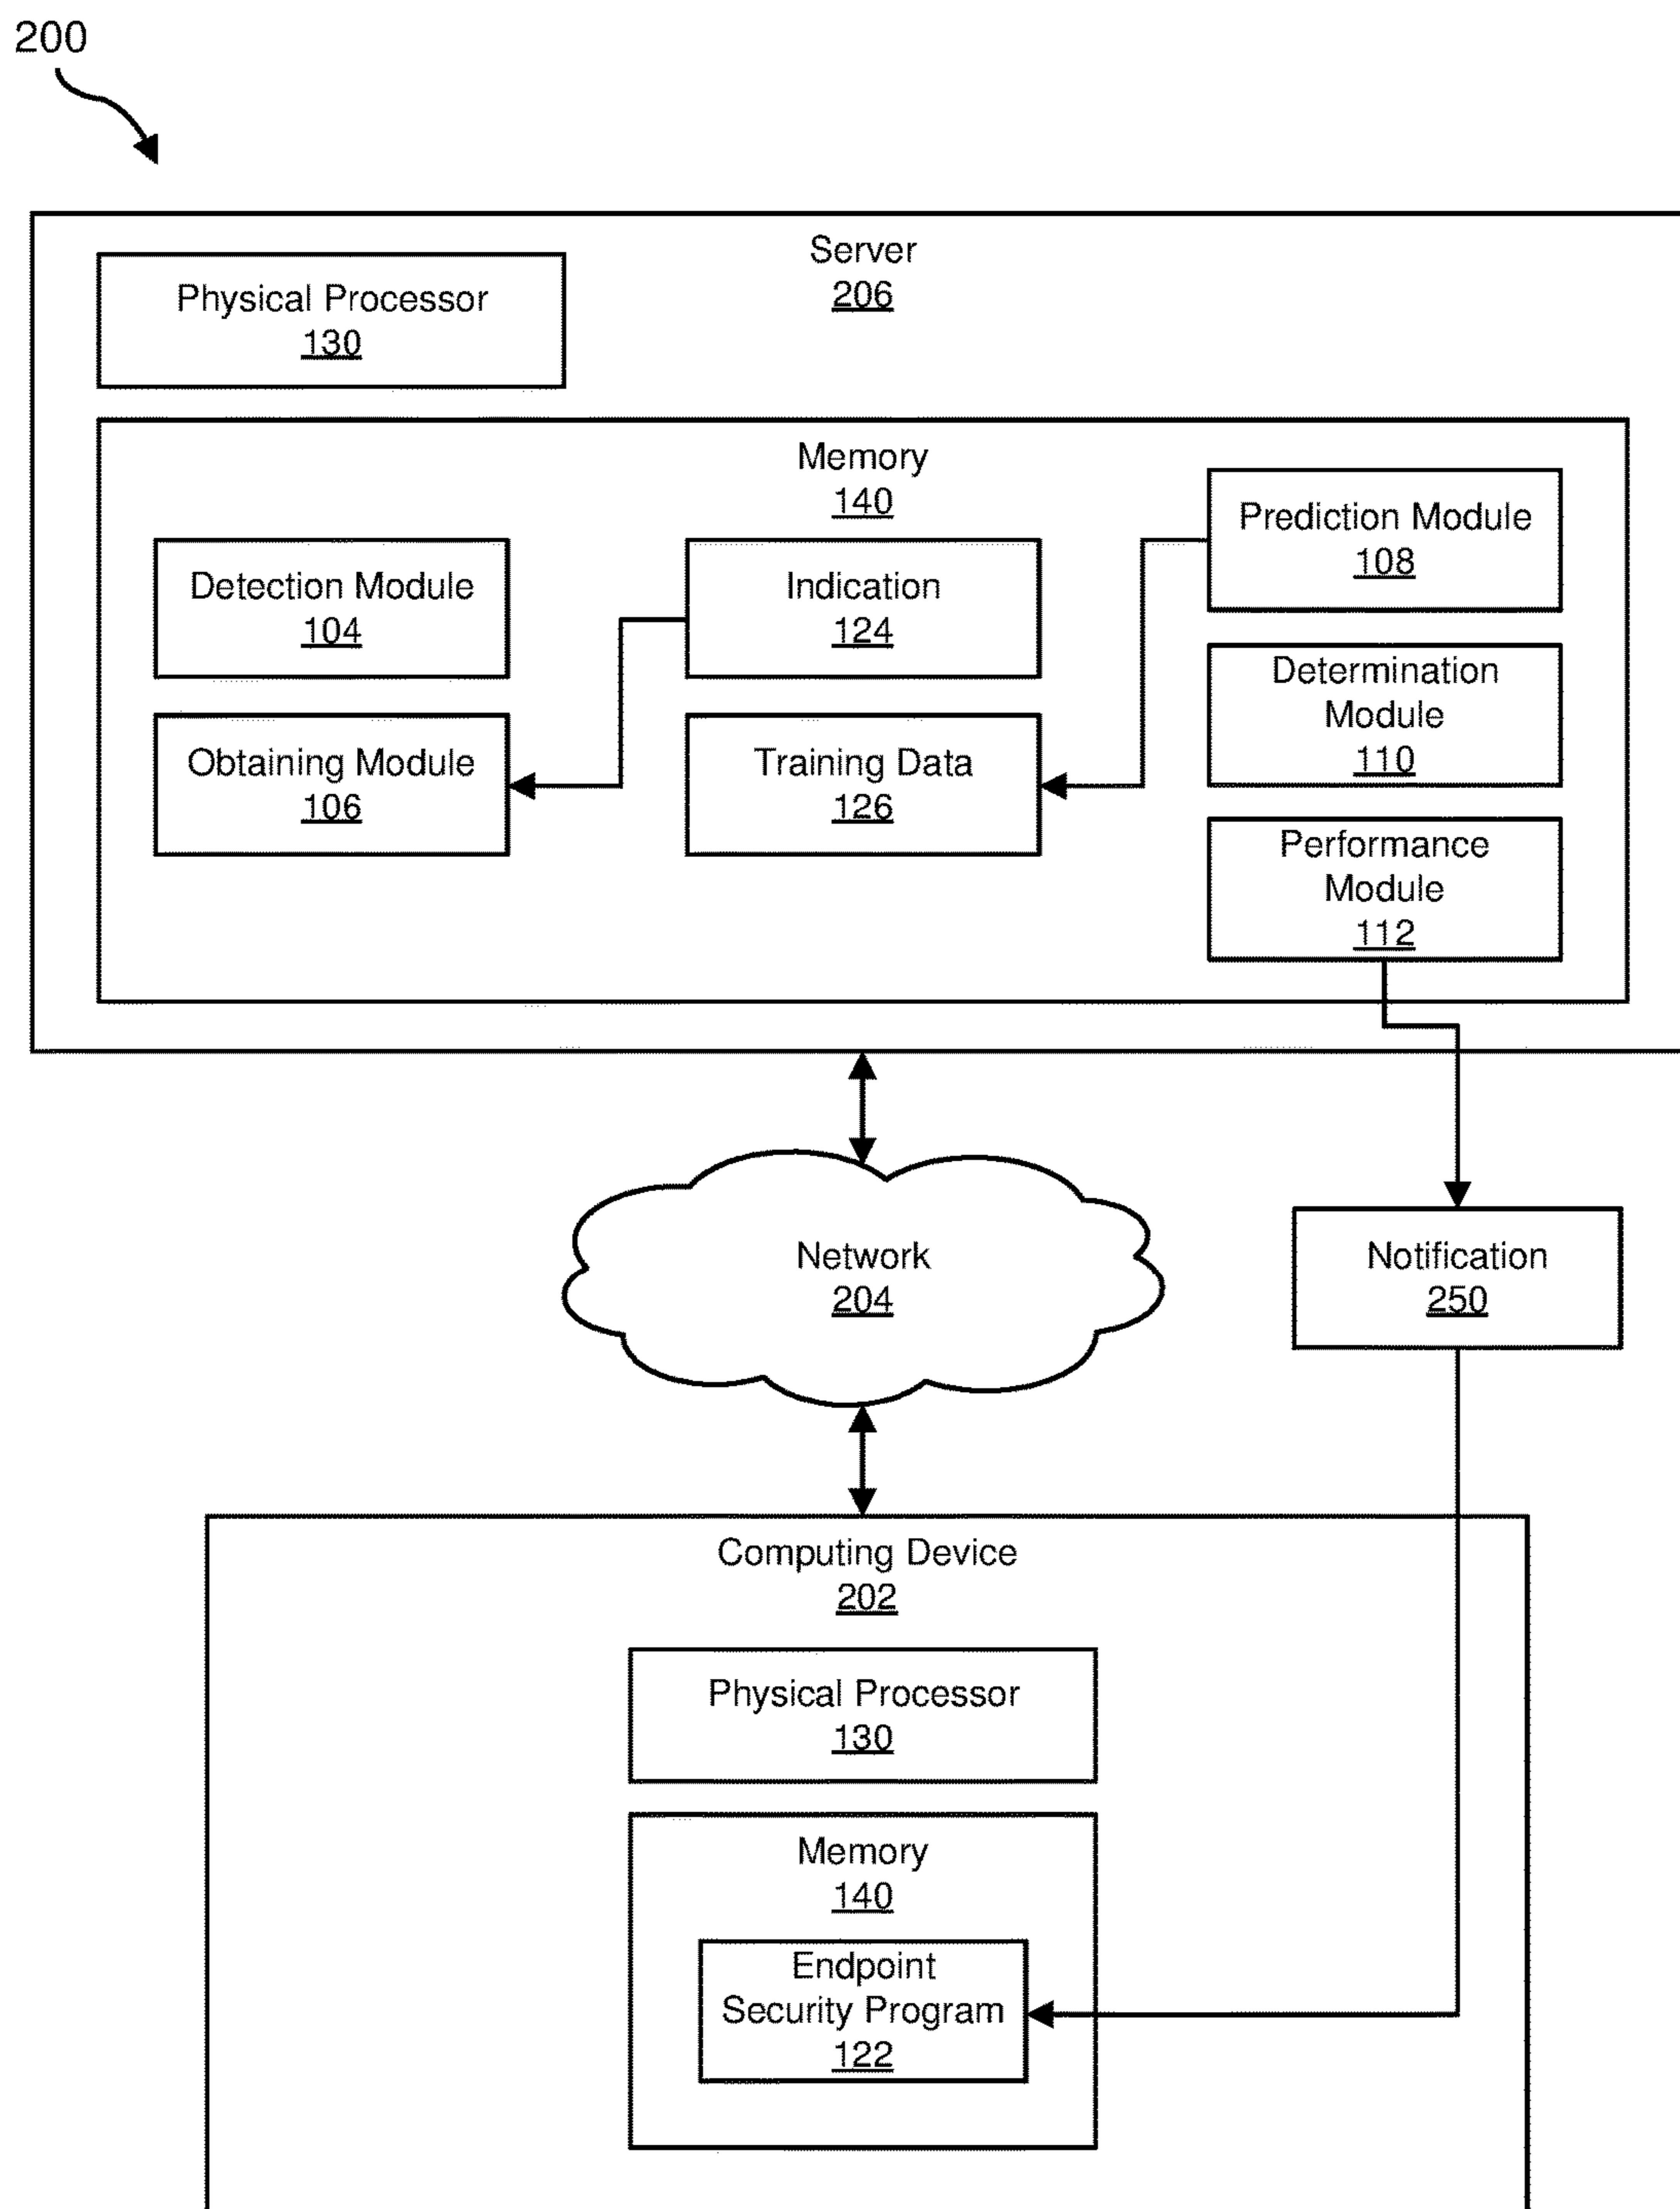 200
Server
206
Physical Processor
130
Memory
140
Detection Module
104
Indication
124
Prediction Module
108
Obtaining Module
106
Training Data
126
Determination
Module
110
Performance
Module
112
Network
204
Notification
250
Computing Device
202
Physical Processor
130
Memory
140
Endpoint
Security Program
122